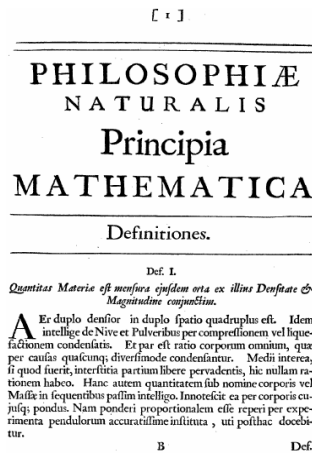 [ 1 ]
PHILOSOPHIÆ
NATURALIS
Principia
MATHEMATICA
Definitiones.
Def. I.
Quantitas Materiæ eſt menſura ejuſdem orta ex illius Denſitate &
Magnitudine conjunctim.
AEr duplo denſior in duplo ſpatio quadruplus eſt. Idem
intellige de Nive et Pulveribus per compreſſionem vel lique-
factionem condenſatis. Et par eſt ratio corporum omnium, quæ
per cauſas quaſcunq; diverſimode condenſantur. Medii interea,
ſi quod fuerit, interſtitia partium libere pervadentis, hic nullam ra-
tionem habeo. Hanc autem quantitatem ſub nomine corporis vel
Maſſæ in ſequentibus paſſim intelligo. Innoteſcit ea per corporis cu-
juſq; pondus. Nam ponderi proportionalem eſſe reperi per expe-
rimenta pendulorum accuratiſſime inſtituta, uti poſthac docebi-
tur.
B
Def.